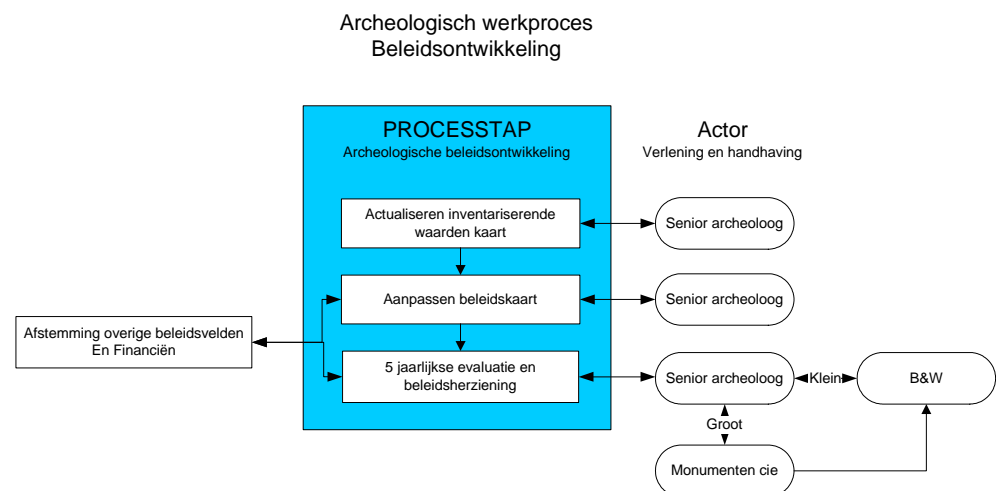 Archeologisch werkproces
Beleidsontwikkeling
PROCESSTAP
Archeologische beleidsontwikkeling
Actor
Verlening en handhaving
Actualiseren inventariserende
waarden kaart
Senior archeoloog
Aanpassen beleidskaart
Senior archeoloog
Afstemming overige beleidsvelden
En Financiën
5 jaarlijkse evaluatie en
beleidsherziening
Senior archeoloog
Klein
B&W
Groot
Monumenten cie